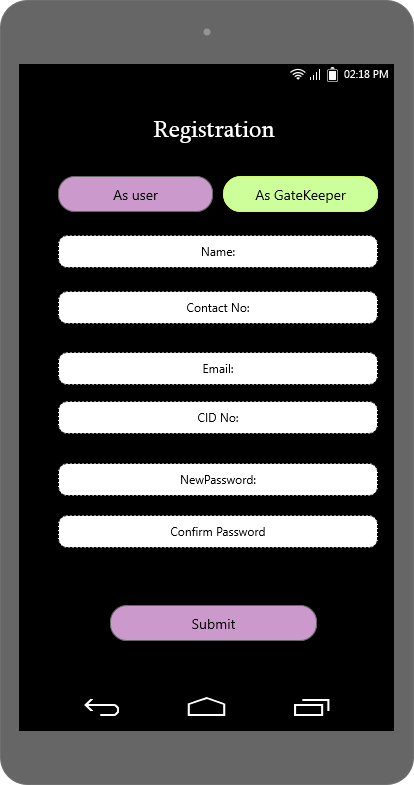 02:18 PM
Registration
As user
As GateKeeper
Name:
Contact No:
Email:
CID No:
NewPassword:
Confirm Password
Submit